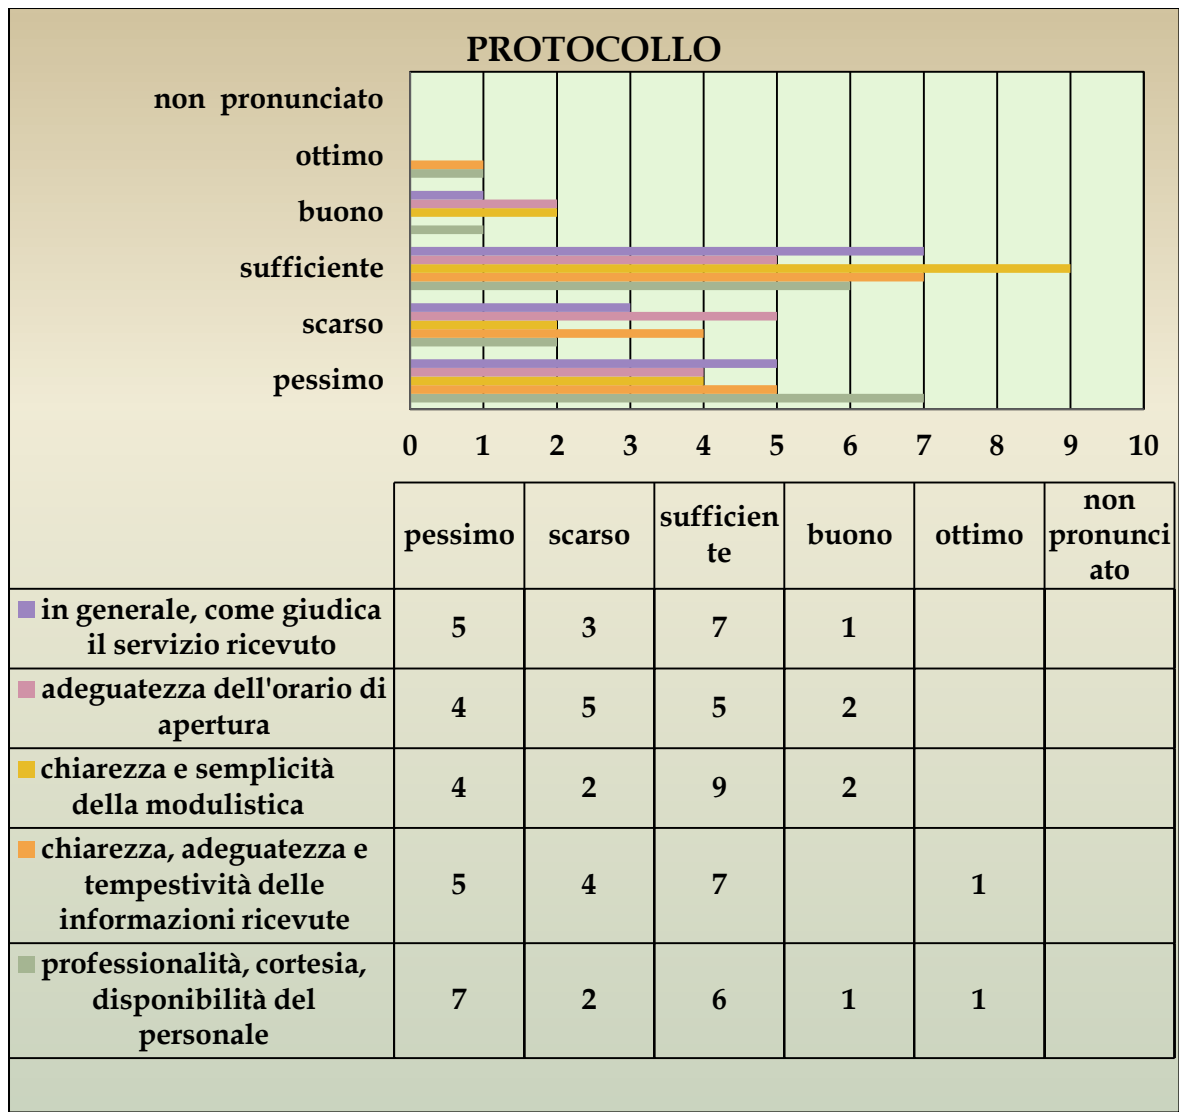 PROTOCOLLO
non pronunciato
ottimo
buono
sufficiente
scarso
pessimo
0 1 2 3 4 5 6 7 8 9 10
pessimo scarso sufficien buono ottimo non
te pronunci
ato
in generale, come giudica
il servizio ricevuto
5 3 7 1
adeguatezza dell'orario di
apertura
4 5 5 2
chiarezza e semplicità
della modulistica
4 2 9 2
chiarezza, adeguatezza e
tempestività delle
informazioni ricevute
5 4 7 1
professionalità, cortesia,
disponibilità del
personale
7 2 6 1 1